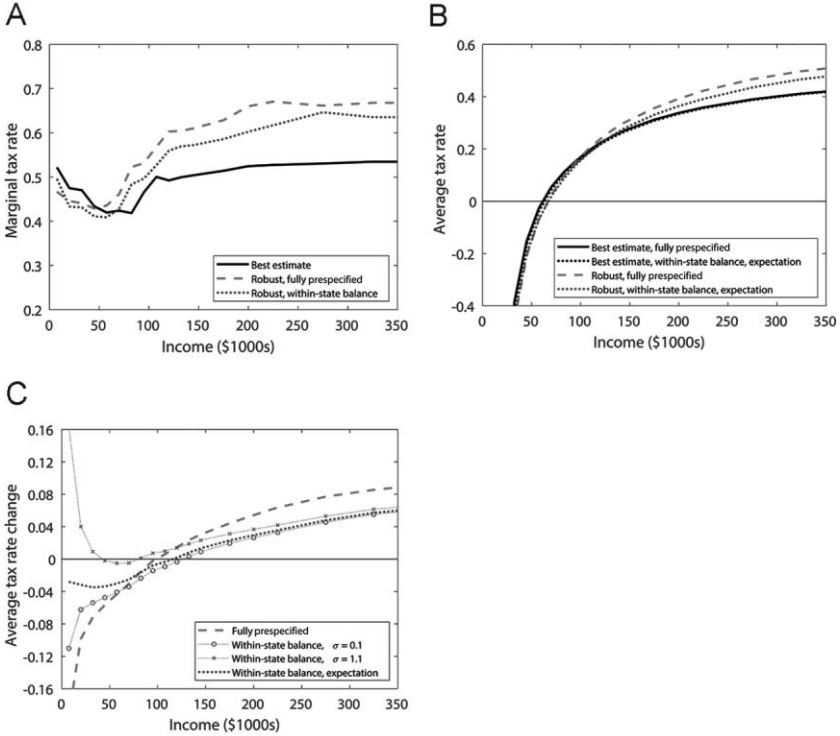 A
Marginal tax rate
0.8
0.7
0.6
0.5
0.4
0.3
0.2
0 50 100 150 200 250 300 350
Income ($1000s)
Best estimate
Robust, fully prespecified
Robust, within-state balance
B
Average tax rate
0.6
0.4
0.2
0
-0.2
-0.4
0 50 100 150 200 250 300 350
Income ($1000s)
Best estimate, fully prespecified
Best estimate, within-state balance, expectation
Robust, fully prespecified
Robust, within-state balance, expectation
C
Average tax rate change
0.16
0.12
0.08
0.04
0
-0.04
-0.08
-0.12
-0.16
0 50 100 150 200 250 300 350
Income ($1000s)
Fully prespecified
Within-state balance, σ = 0.1
Within-state balance, σ = 1.1
Within-state balance, expectation